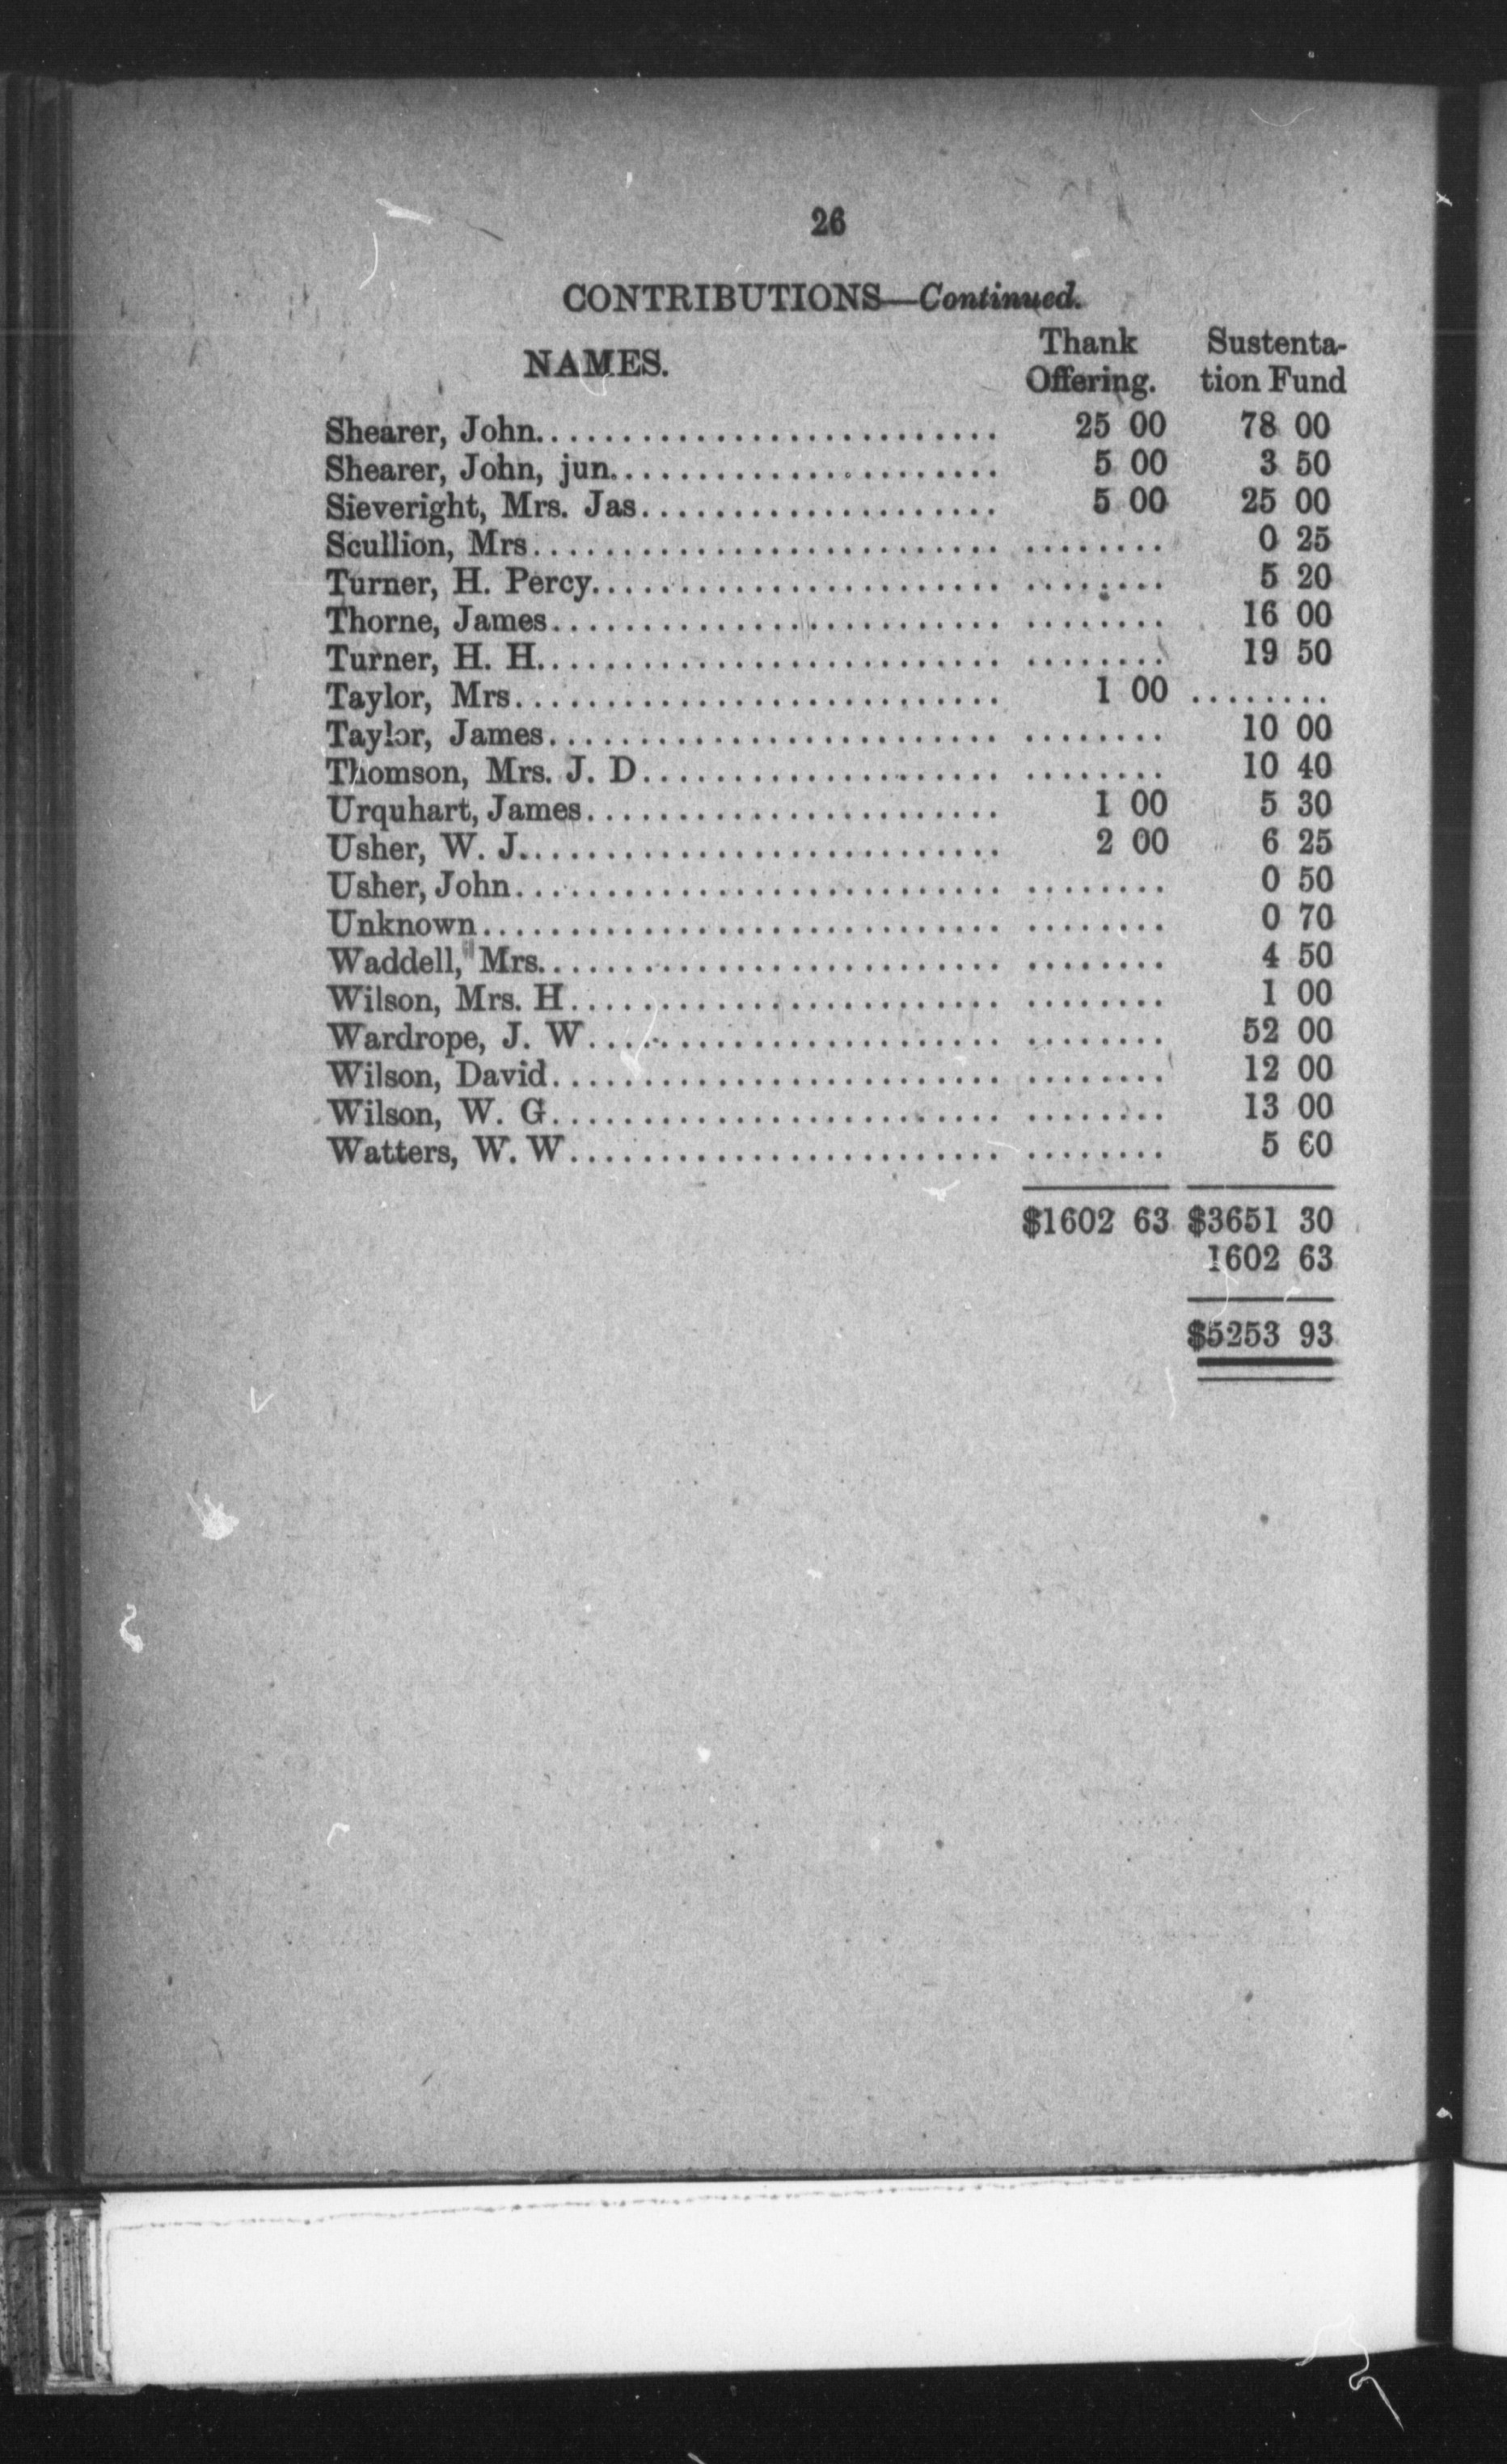 26
CONTRIBUTIONS—Continued.
NAMES. Thank Offering. Sustenta-tion Fund
Shearer, John 25 00 78 00
Shearer, John, jun. 5 00 3 50
Sieveright, Mrs. Jas 5 00 25 00
Scullion, Mrs 0 25
Turner, H. Percy 5 20
Thorne, James 16 00
Turner, H. H. 19 50
Taylor, Mrs 1 00
Taylor, James 10 00
Thomson, Mrs. J. D 10 40
Urquhart, James 1 00 5 30
Usher, W. J. 2 00 6 25
Usher, John 0 50
Unknown 0 70
Waddell, Mrs. 4 50
Wilson, Mrs. H 1 00
Wardrope, J. W 52 00
Wilson, David 12 00
Wilson, W. G 13 00
Watters, W. W 5 60
$1602 63 $3651 30
1602 63
$5253 93